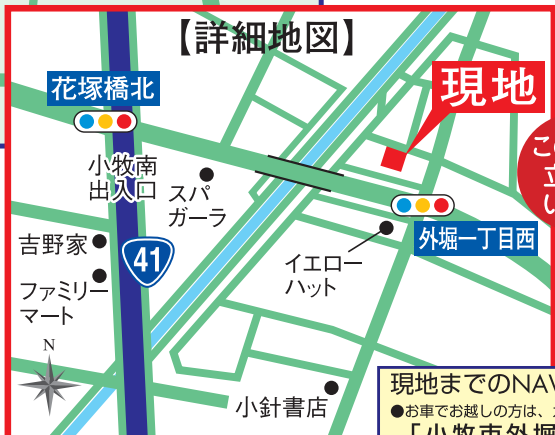 【詳細地図】
花塚橋北
現地
小牧南
出入口
スパ
ガーラ
こ
立
い
外堀一丁目西
吉野家
41
イエロー
ハット
ファミリー
マート
N
小針書店
現地までのNAV
●お車でお越しの方は、
「小牧市外堀